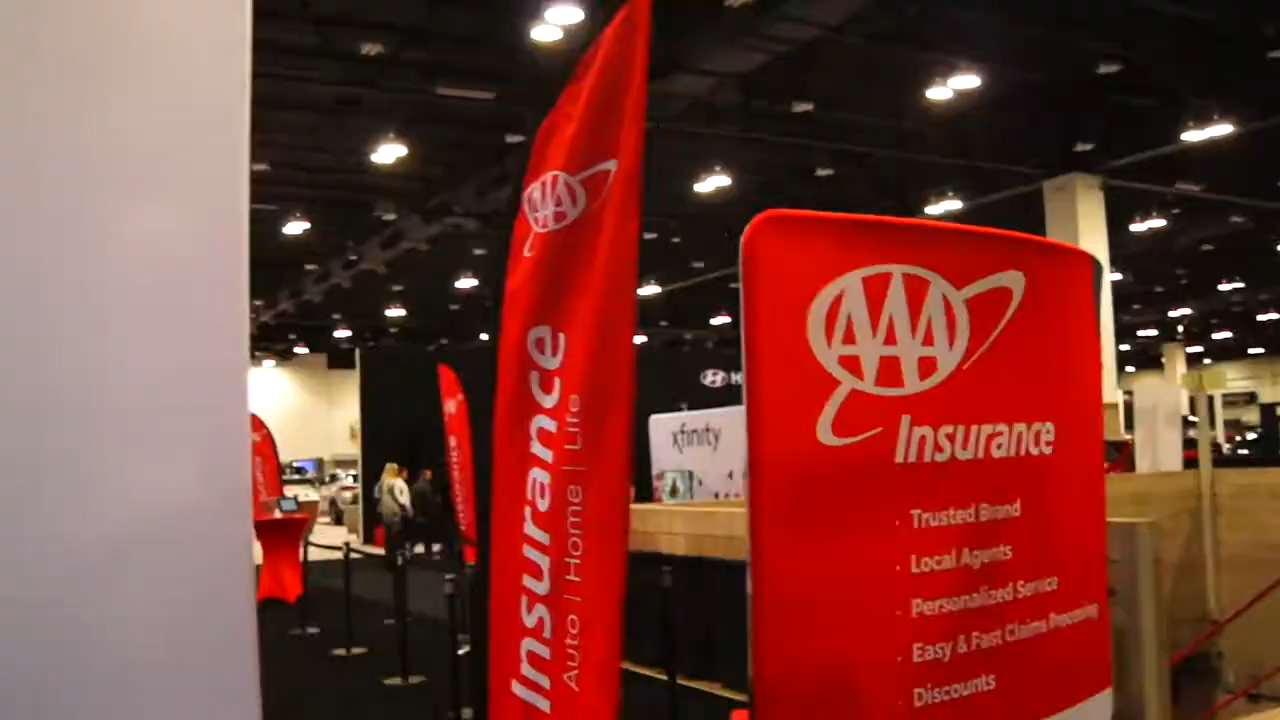 AAA
Insurance
Auto | Home | Life
AAA
Insurance
· Trusted Brand
· Local Agents
· Personalized Service
· Easy & Fast Claims Processing
· Discounts
xfinity
H
Insurance